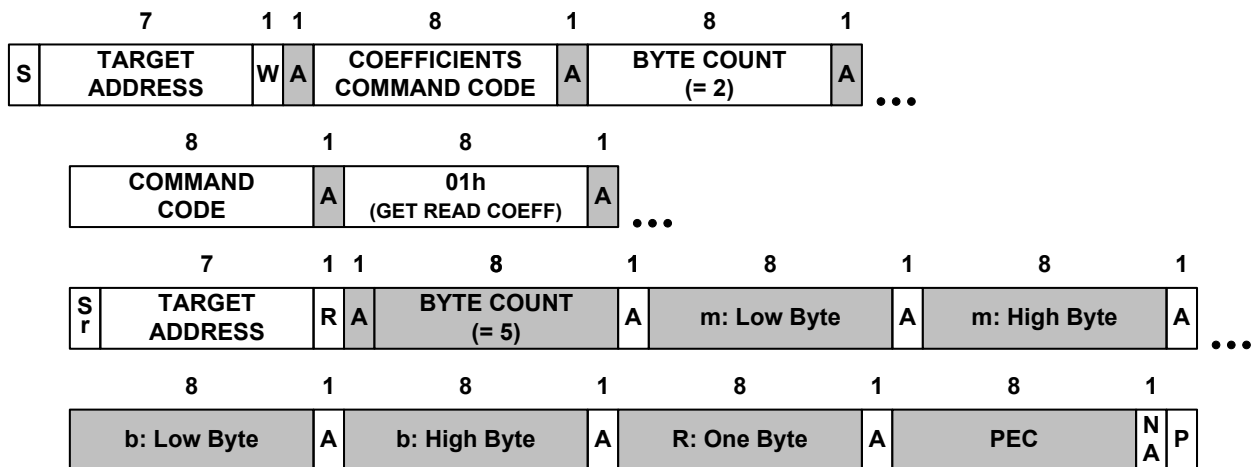 7 1 1 8 1 8 1
S TARGET ADDRESS W A COEFFICIENTS COMMAND CODE A BYTE COUNT (= 2) A •••
8 1 8 1
COMMAND CODE A 01h (GET READ COEFF) A •••
7 1 1 8 1 8 1 8 1
Sr TARGET ADDRESS R A BYTE COUNT (= 5) A m: Low Byte A m: High Byte A •••
8 1 8 1 8 1 8 1
b: Low Byte A b: High Byte A R: One Byte A PEC NA P